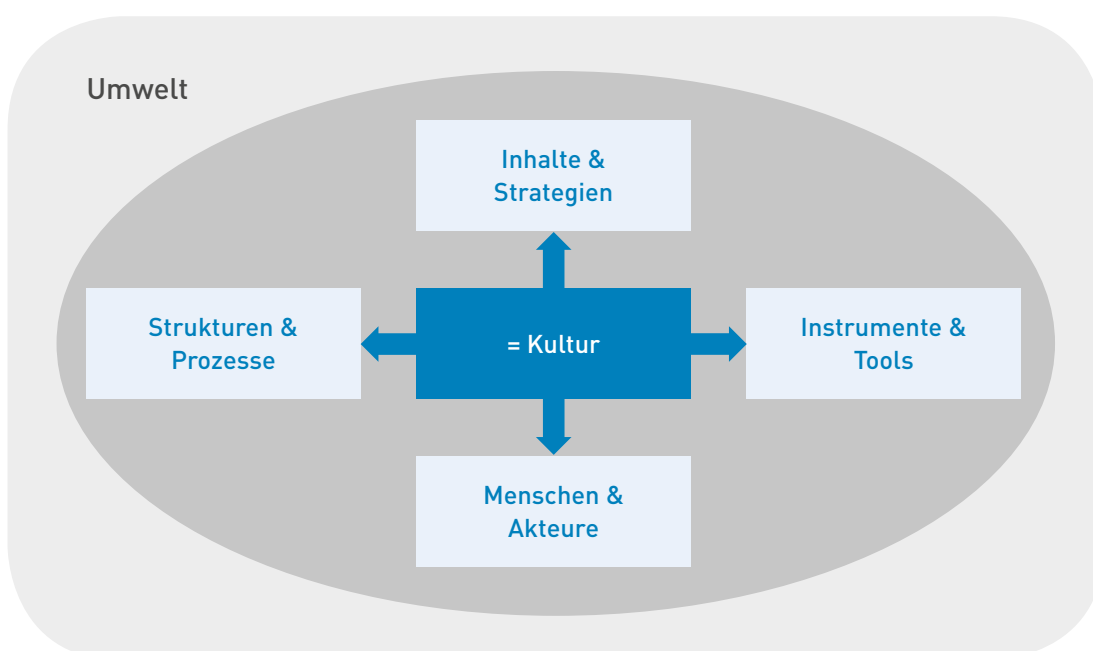 Umwelt
Inhalte &
Strategien
Strukturen &
Prozesse
= Kultur
Instrumente &
Tools
Menschen &
Akteure